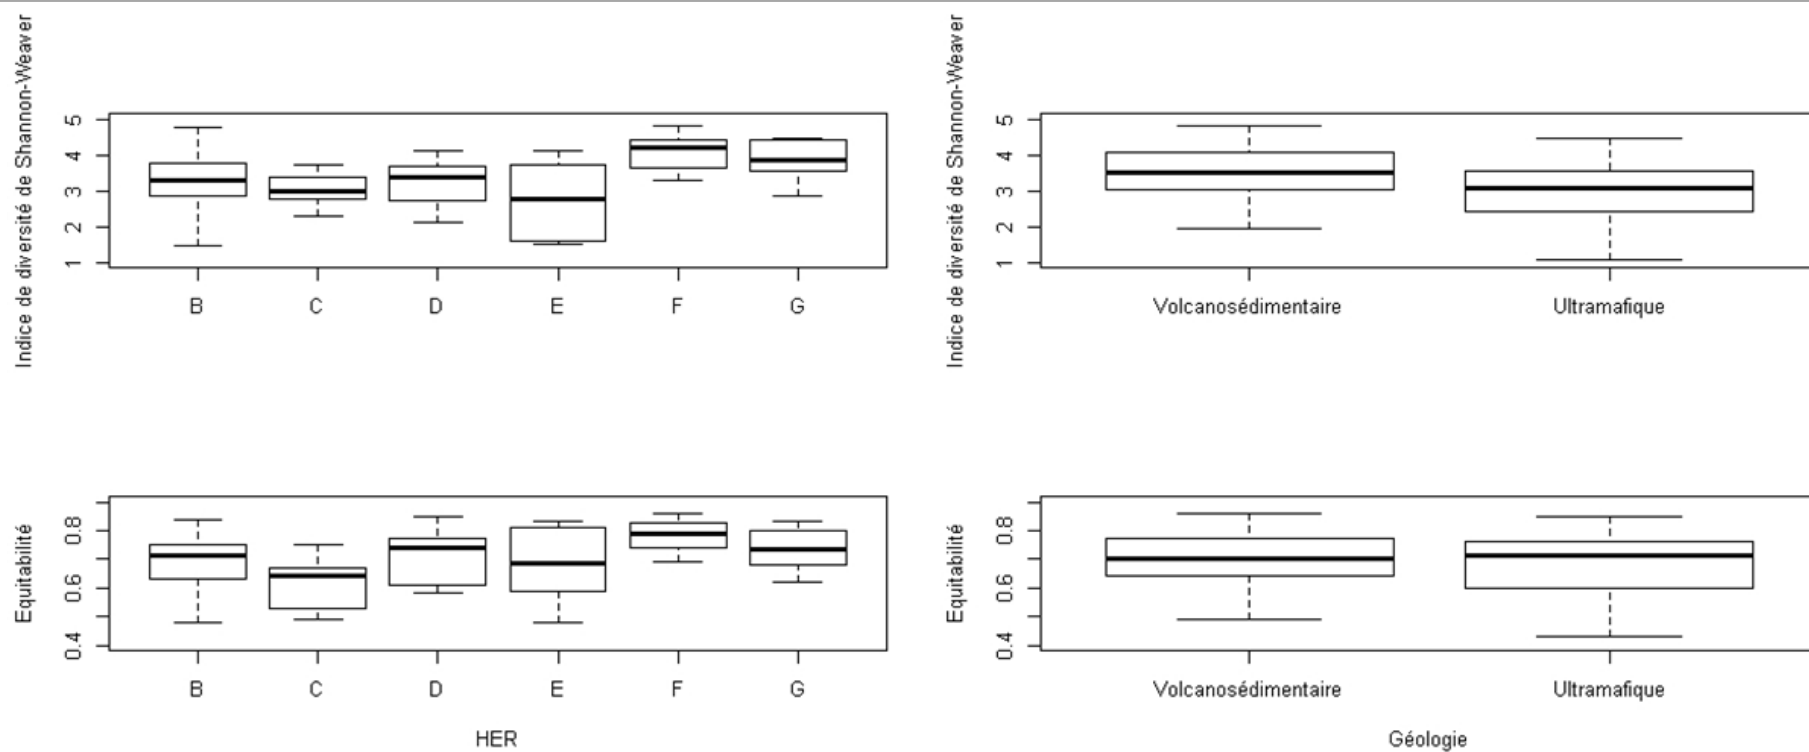 Indice de diversité de Shannon-Weaver
5
4
3
2
1
B C D E F G
Indice de diversité de Shannon-Weaver
5
4
3
2
1
Volcanosédimentaire Ultramafique
Equitabilité
0.8
0.6
0.4
B C D E F G
HER
Equitabilité
0.8
0.6
0.4
Volcanosédimentaire Ultramafique
Géologie